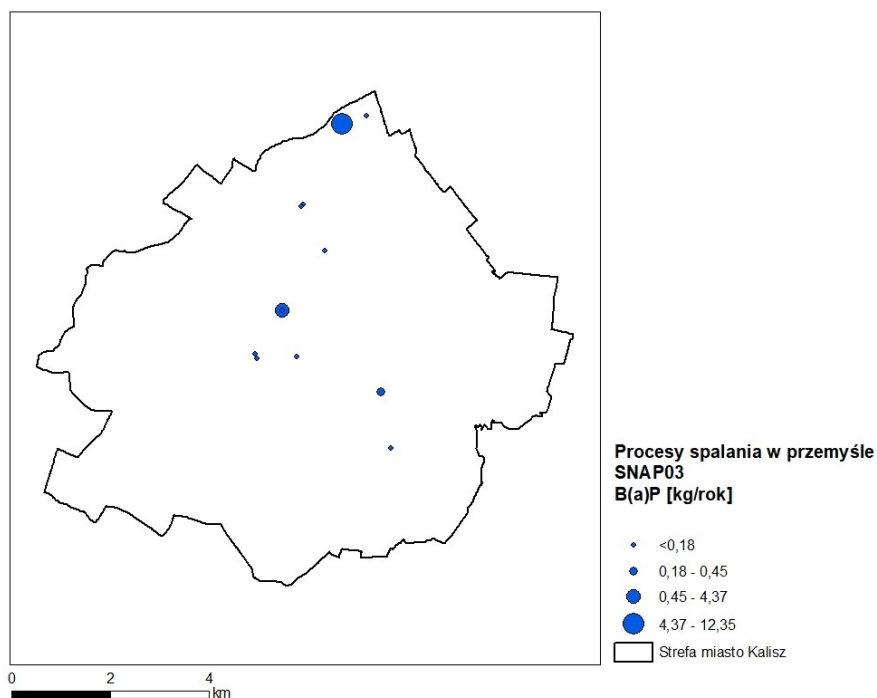 Procesy spalania w przemyśle
SNAP03
B(a)P [kg/rok]
<0,18
0,18 - 0,45
0,45 - 4,37
4,37 - 12,35
Strefa miasto Kalisz
0 2 4
km